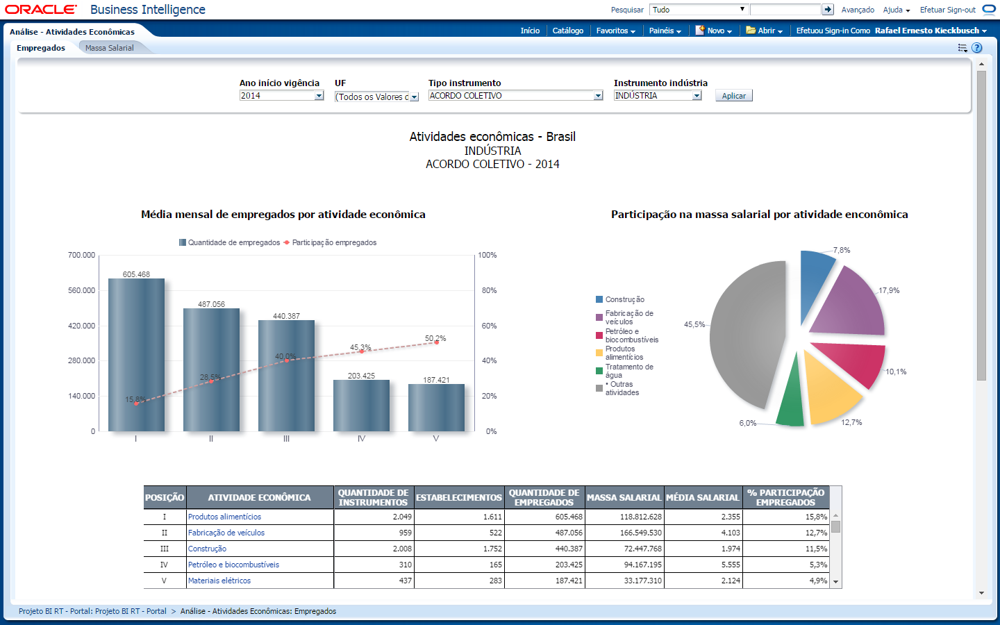 ORACLE Business Intelligence
Pesquisar Tudo Avançado Ajuda Efetuar Sign-out
Análise - Atividades Econômicas
Início Catálogo Favoritos Painéis Novo Abrir Efetuou Sign-in Como Rafael Ernesto Kieckbusch
Empregados Massa Salarial
Ano início vigência UF Tipo instrumento Instrumento indústria
2014 (Todos os Valores c ACORDO COLETIVO INDÚSTRIA Aplicar
Atividades econômicas - Brasil
INDÚSTRIA
ACORDO COLETIVO - 2014
Média mensal de empregados por atividade econômica
Quantidade de empregados Participação empregados
700.000
560.000
420.000
280.000
140.000
0
605.468
487.056
440.387
203.425
187.421
15,8%
28,5%
40,0%
45,3%
50,2%
100%
80%
60%
40%
20%
0%
I II III IV V
Participação na massa salarial por atividade enconômica
Construção
Fabricação de
veículos
Petróleo e
biocombustíveis
Produtos
alimentícios
Tratamento de
água
• Outras
atividades
7,8%
17,9%
10,1%
12,7%
6,0%
45,5%
POSIÇÃO ATIVIDADE ECONÔMICA QUANTIDADE DE INSTRUMENTOS ESTABELECIMENTOS QUANTIDADE DE EMPREGADOS MASSA SALARIAL MÉDIA SALARIAL % PARTICIPAÇÃO EMPREGADOS
I Produtos alimentícios 2.049 1.611 605.468 118.812.628 2.355 15,8%
II Fabricação de veículos 959 522 487.056 166.549.530 4.103 12,7%
III Construção 2.008 1.752 440.387 72.447.768 1.974 11,5%
IV Petróleo e biocombustíveis 310 165 203.425 94.167.195 5.555 5,3%
V Materiais elétricos 437 283 187.421 33.177.310 2.124 4,9%
Projeto BI RT - Portal: Projeto BI RT - Portal > Análise - Atividades Econômicas: Empregados